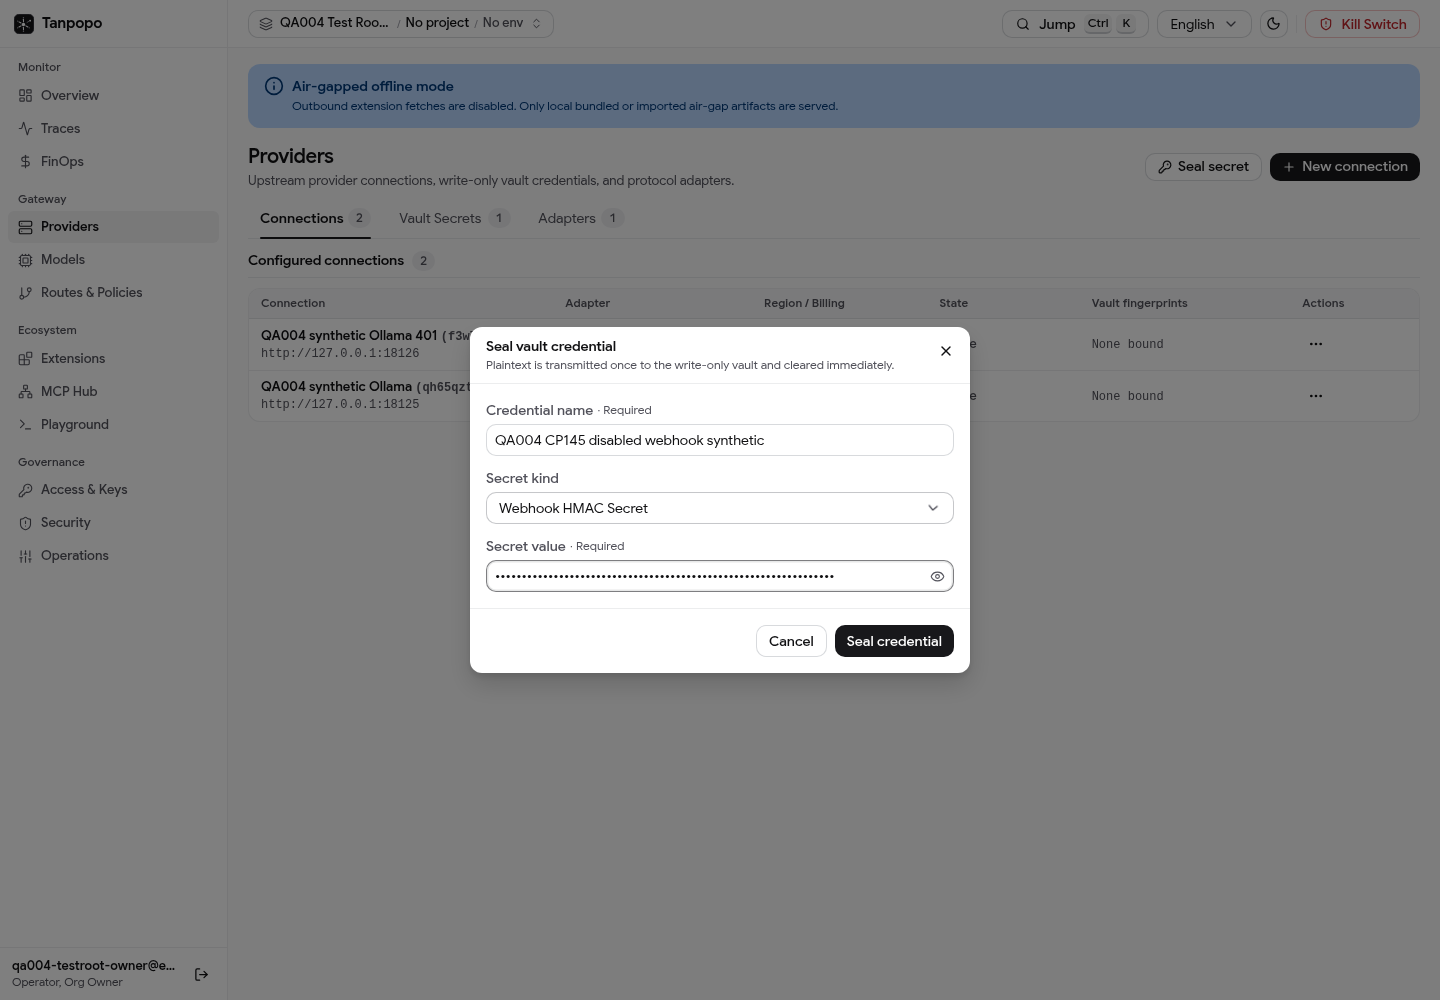 Tanpopo
QA004 Test Roo... / No project / No env
Jump Ctrl K
English
Kill Switch
Monitor
Overview
Traces
FinOps
Gateway
Providers
Models
Routes & Policies
Ecosystem
Extensions
MCP Hub
Playground
Governance
Access & Keys
Security
Operations
qa004-testroot-owner@e...
Operator, Org Owner
Air-gapped offline mode
Outbound extension fetches are disabled. Only local bundled or imported air-gap artifacts are served.
Providers
Upstream provider connections, write-only vault credentials, and protocol adapters.
Seal secret
New connection
Connections 2 Vault Secrets 1 Adapters 1
Configured connections 2
Connection Adapter Region / Billing State Vault fingerprints Actions
QA004 synthetic Ollama 401 (f3w
http://127.0.0.1:18126
None bound
QA004 synthetic Ollama (qh65qzt
http://127.0.0.1:18125
None bound
Seal vault credential
Plaintext is transmitted once to the write-only vault and cleared immediately.
Credential name · Required
QA004 CP145 disabled webhook synthetic
Secret kind
Webhook HMAC Secret
Secret value · Required
Cancel
Seal credential